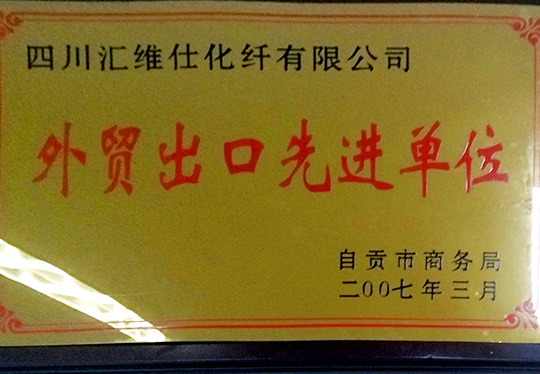 四川汇维仕化纤有限公司
外贸出口先进单位
自贡市商务局
二00七年三月